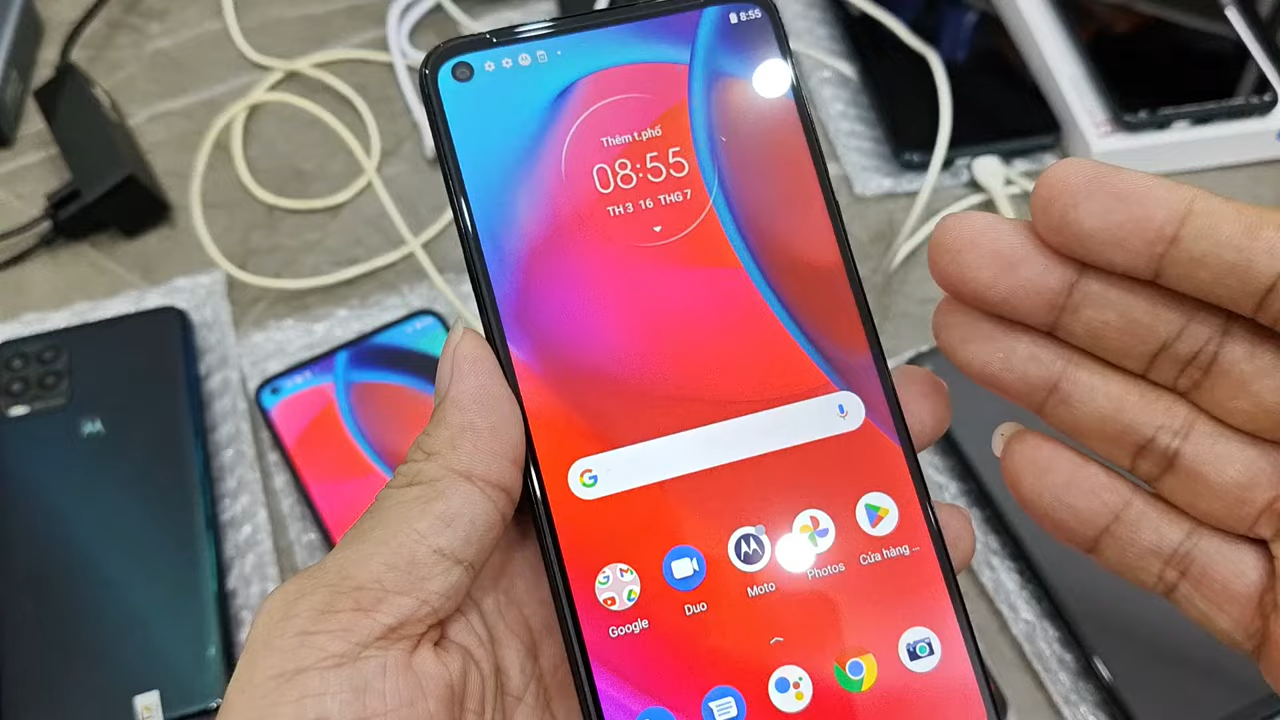 8:55
Thêm t.phố
08:55
TH 3 16 THG 7
Google
Duo
Moto
Photos
Cửa hàng ...